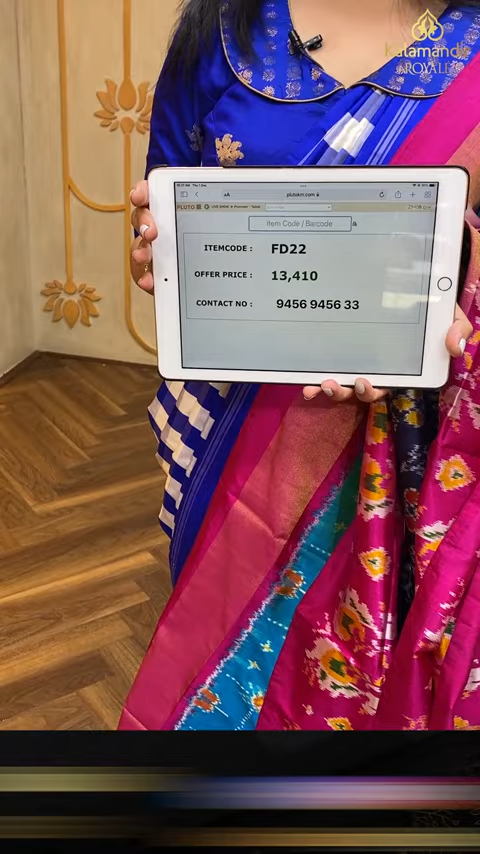 Kalamandir
ROYALE
plutokm.com
PLUTO
Item Code / Barcode
ITEMCODE : FD22
OFFER PRICE : 13,410
CONTACT NO : 9456 9456 33